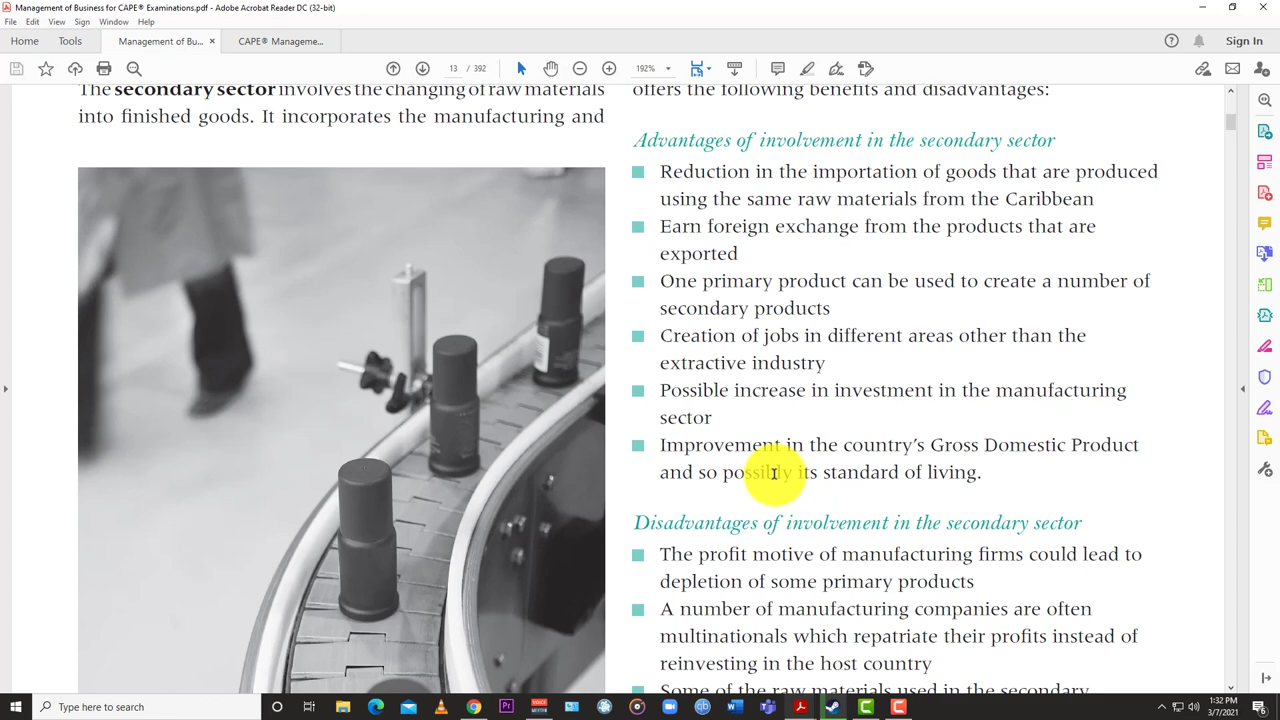 Management of Business for CAPE® Examinations.pdf - Adobe Acrobat Reader DC (32-bit)
File Edit View Sign Window Help
Home Tools Management of Bu... × CAPE® Manageme... Sign In
13 / 392 192%
The secondary sector involves the changing of raw materials
into finished goods. It incorporates the manufacturing and
offers the following benefits and disadvantages:
Advantages of involvement in the secondary sector
Reduction in the importation of goods that are produced
using the same raw materials from the Caribbean
Earn foreign exchange from the products that are
exported
One primary product can be used to create a number of
secondary products
Creation of jobs in different areas other than the
extractive industry
Possible increase in investment in the manufacturing
sector
Improvement in the country's Gross Domestic Product
and so possibly its standard of living.
Disadvantages of involvement in the secondary sector
The profit motive of manufacturing firms could lead to
depletion of some primary products
A number of manufacturing companies are often
multinationals which repatriate their profits instead of
reinvesting in the host country
Some of the raw materials used in the secondary
Type here to search
1:32 PM
3/7/2021